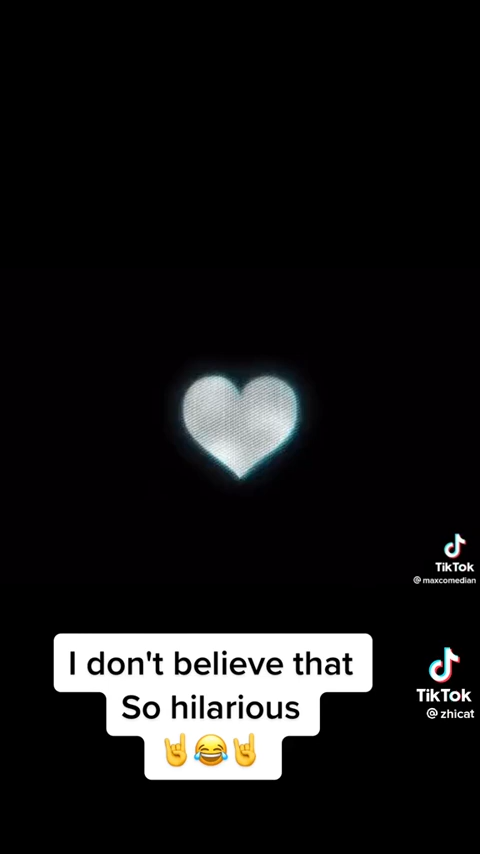 TikTok
@ maxcomedian
I don't believe that
So hilarious
🤘😂🤘
TikTok
@ zhicat